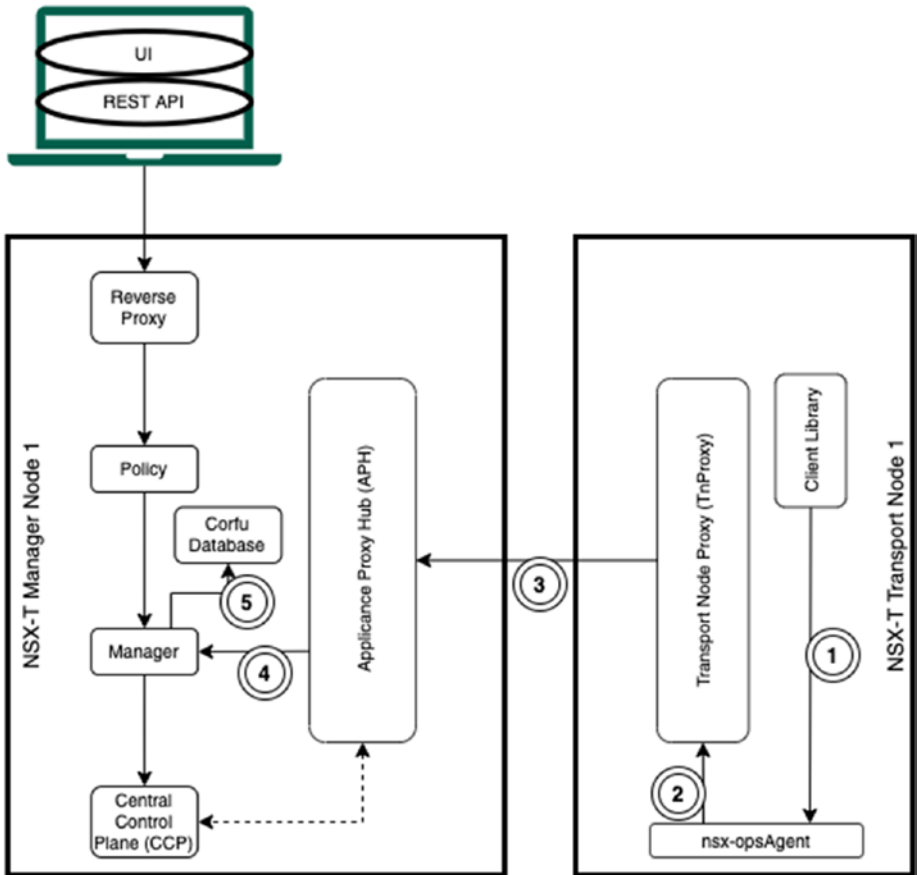 UI
REST API
NSX-T Manager Node 1
Reverse
Proxy
Policy
Corfu
Database
5
Manager
4
Central
Control
Plane (CCP)
Applicance Proxy Hub (APH)
3
NSX-T Transport Node 1
Transport Node Proxy (TnProxy)
Client Library
1
2
nsx-opsAgent